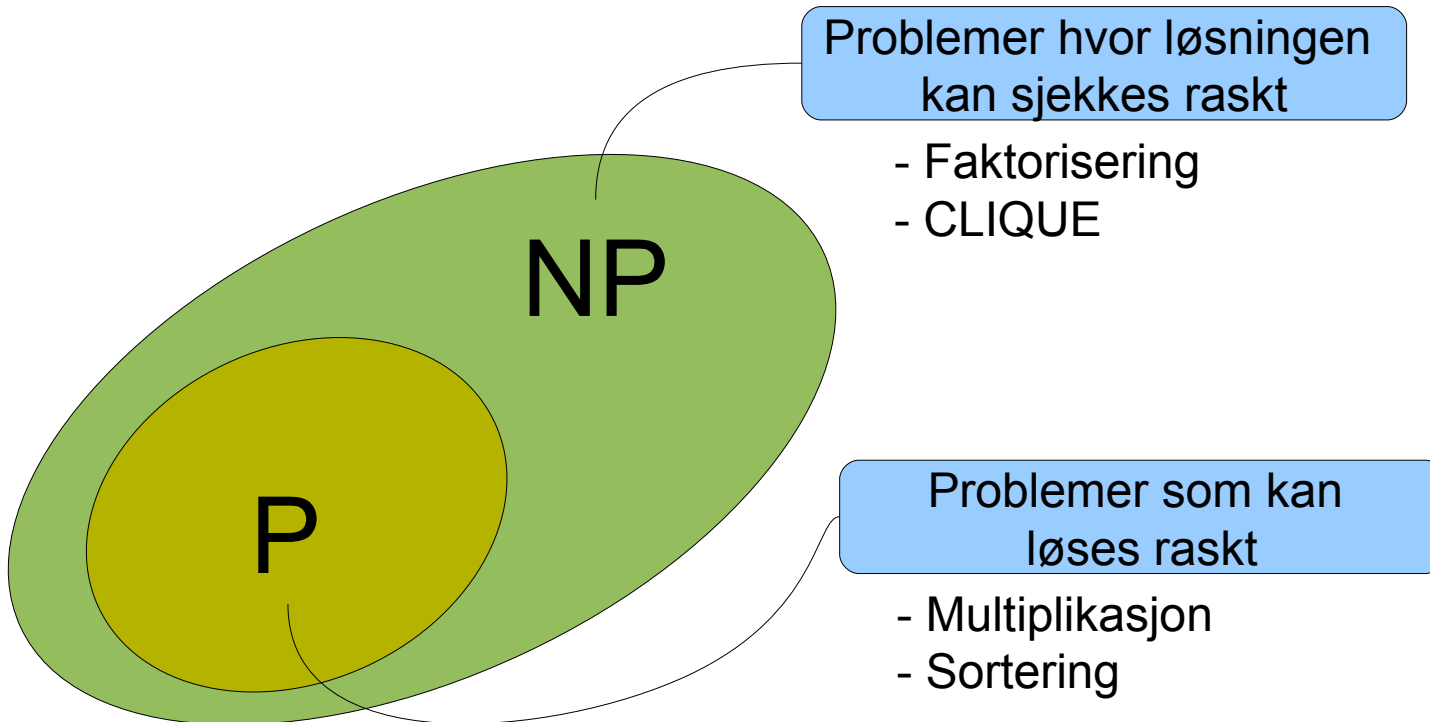 Problemer hvor løsningen
kan sjekkes raskt
- Faktorisering
- CLIQUE
NP
P
Problemer som kan
løses raskt
- Multiplikasjon
- Sortering